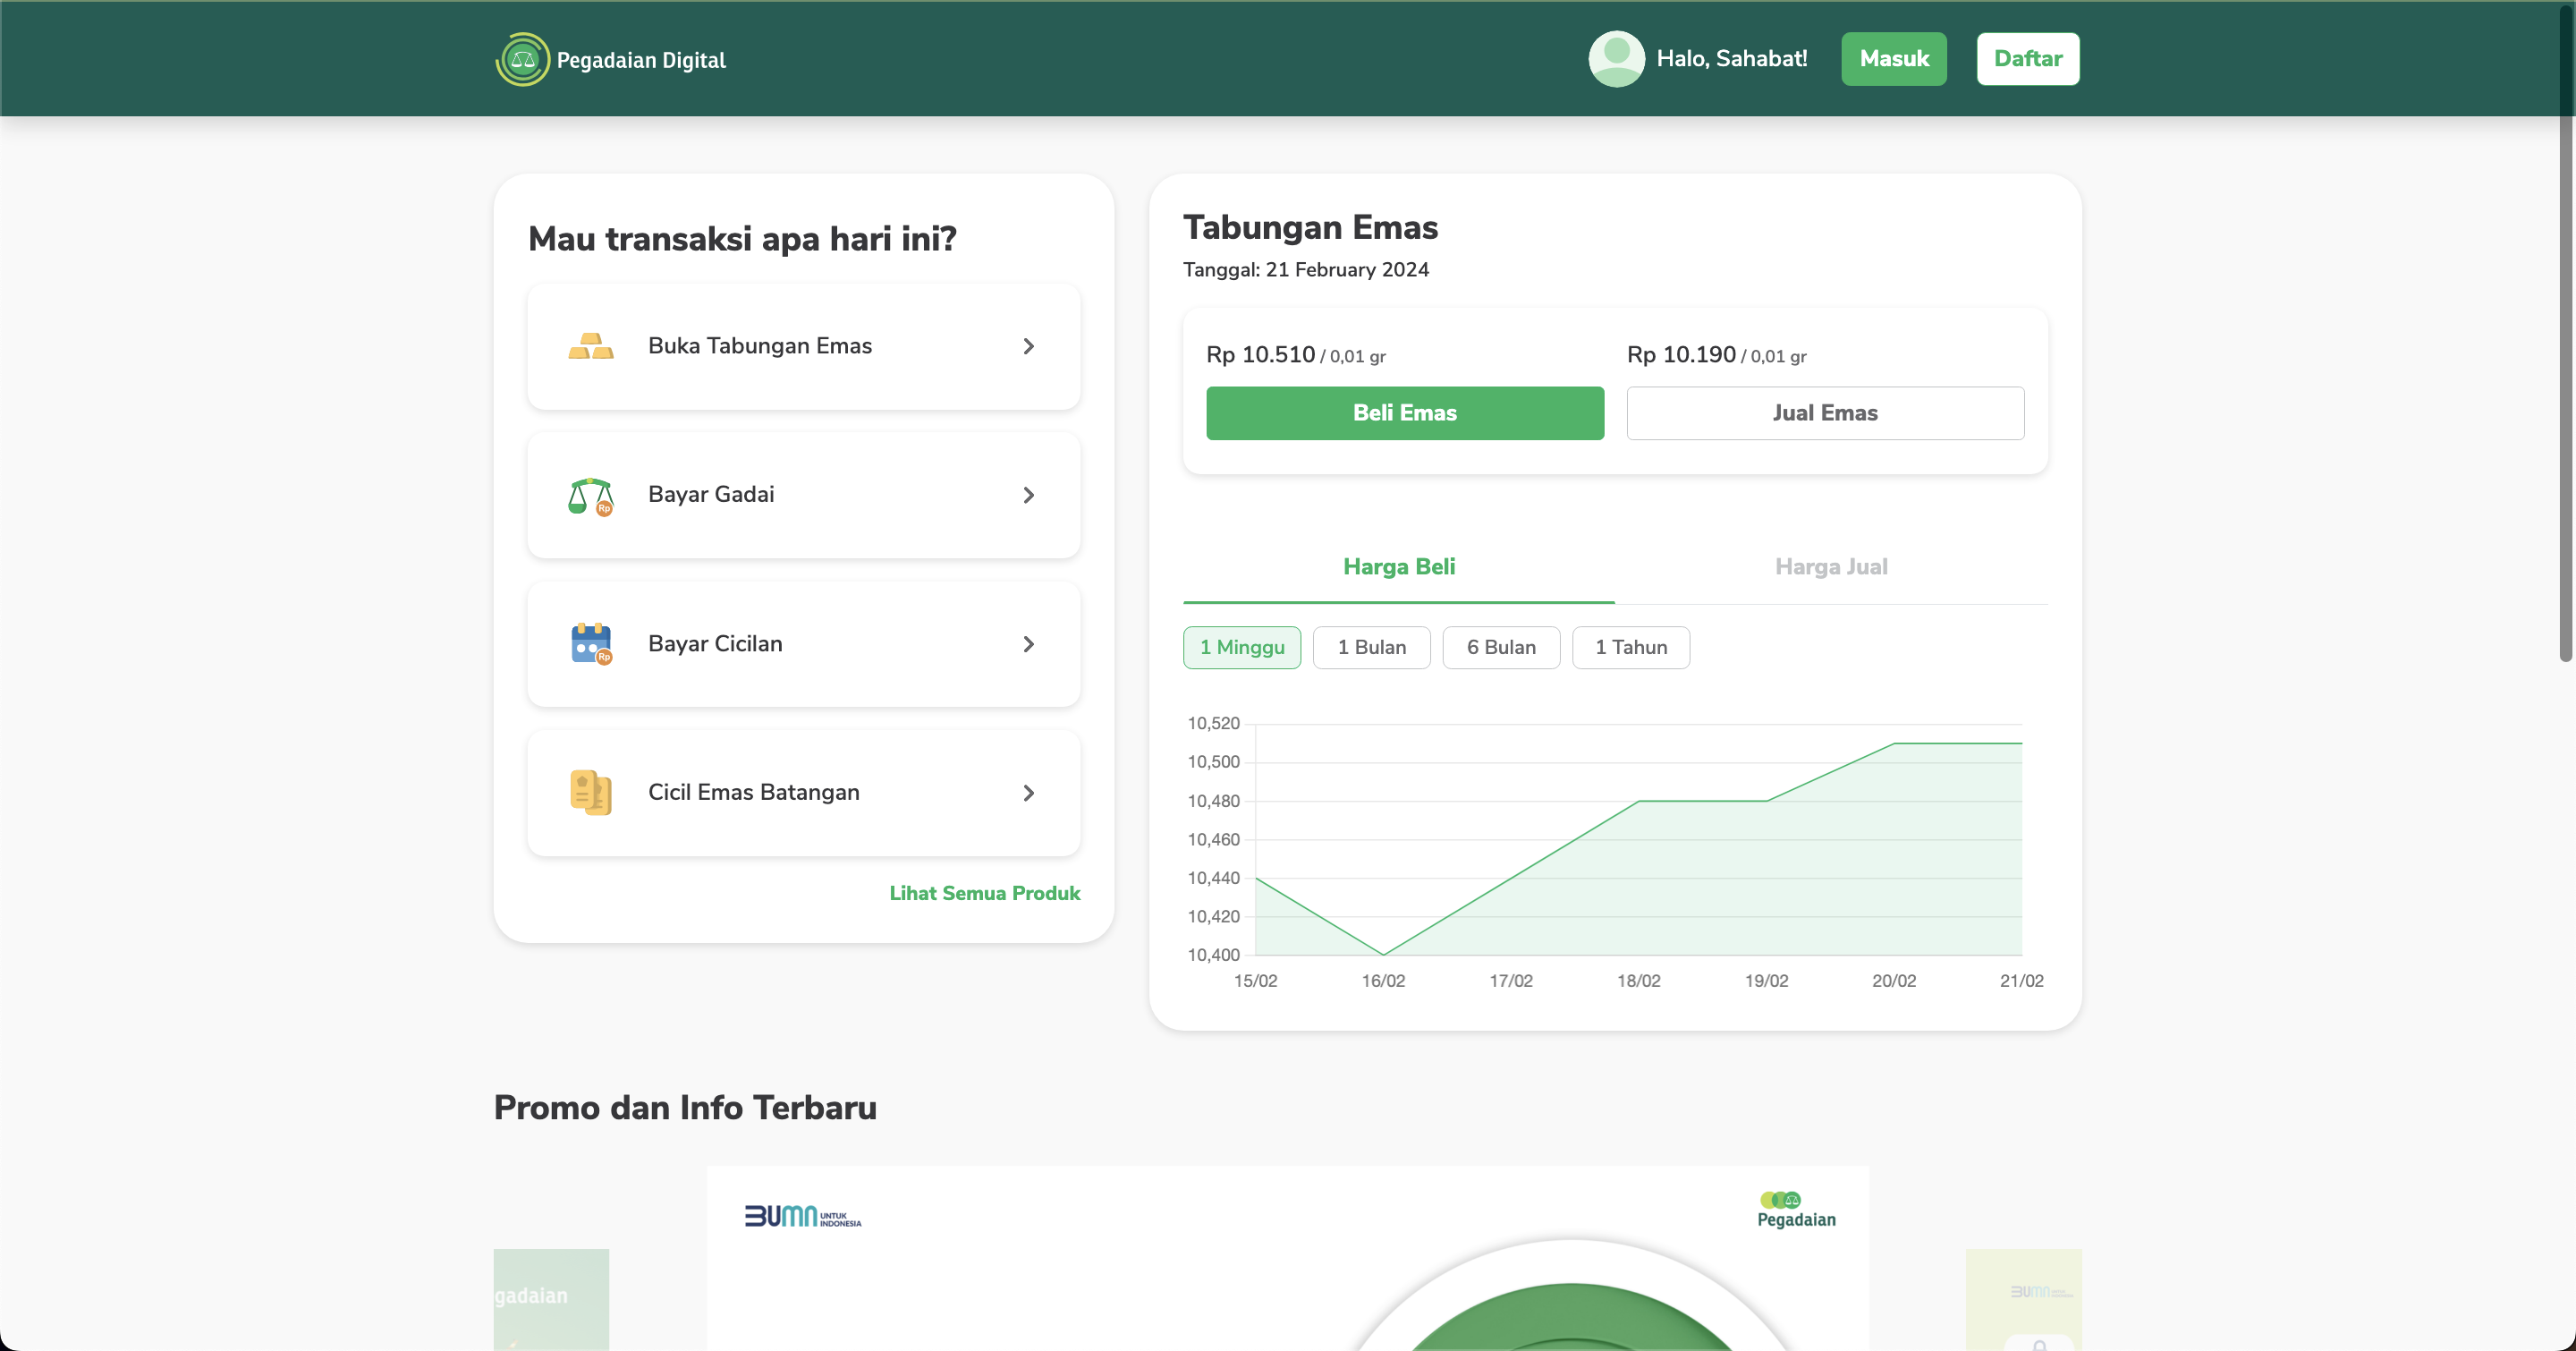 Pegadaian Digital
Halo, Sahabat!
Masuk
Daftar
Mau transaksi apa hari ini?
Buka Tabungan Emas
Bayar Gadai
Rp
Bayar Cicilan
Rp
Cicil Emas Batangan
Lihat Semua Produk
Tabungan Emas
Tanggal: 21 February 2024
Rp 10.510 / 0,01 gr
Rp 10.190 / 0,01 gr
Beli Emas
Jual Emas
Harga Beli
Harga Jual
1 Minggu
1 Bulan
6 Bulan
1 Tahun
10,520
10,500
10,480
10,460
10,440
10,420
10,400
15/02 16/02 17/02 18/02 19/02 20/02 21/02
Promo dan Info Terbaru
BUMN UNTUK INDONESIA
Pegadaian
gadaian
BUMN